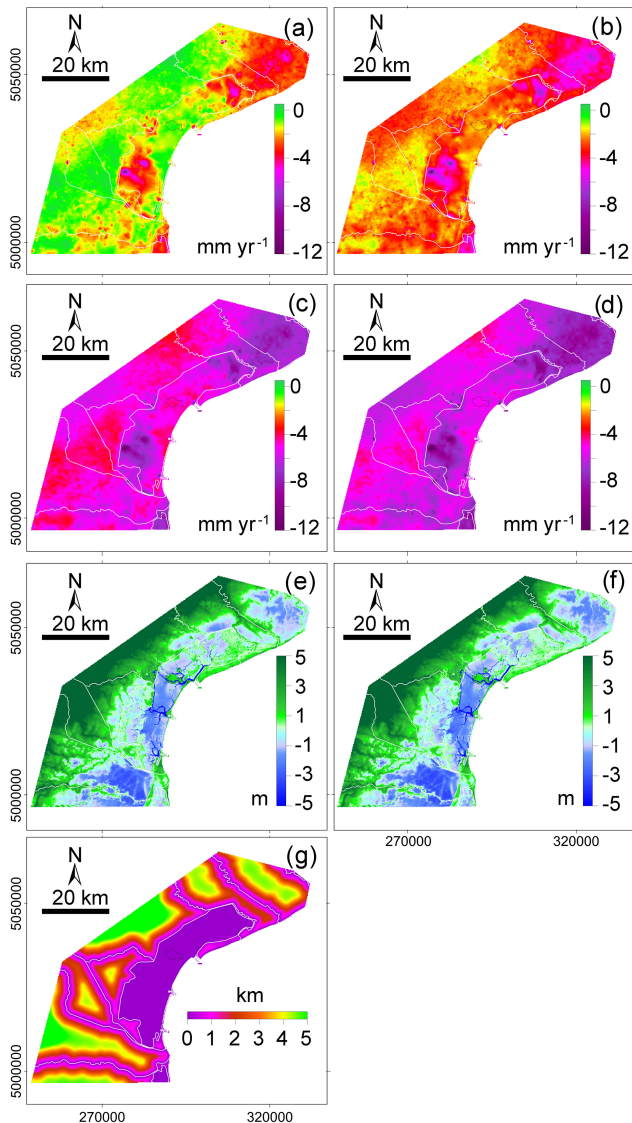 N
(a)
20 km
0
-4
-8
-12
mm yr⁻¹
5050000
5000000
N
(b)
20 km
0
-4
-8
-12
mm yr⁻¹
N
(c)
20 km
0
-4
-8
-12
mm yr⁻¹
5050000
5000000
N
(d)
20 km
0
-4
-8
-12
mm yr⁻¹
N
(e)
20 km
5
3
1
-1
-3
-5
m
5050000
5000000
N
(f)
20 km
5
3
1
-1
-3
-5
m
270000 320000
N
(g)
20 km
km
0 1 2 3 4 5
5050000
5000000
270000 320000